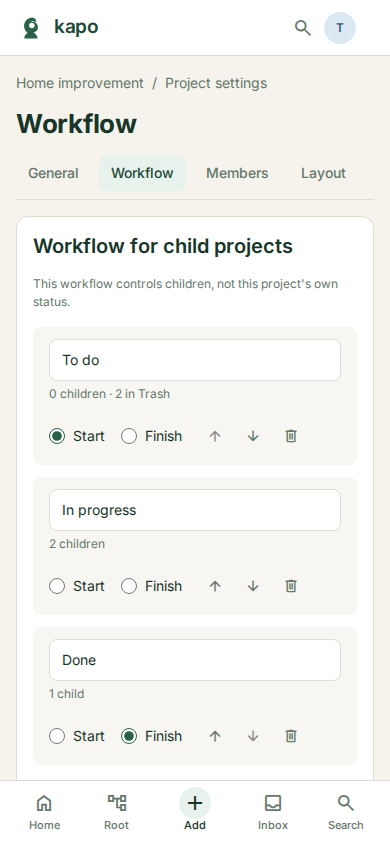 kapo
T
Home improvement / Project settings
Workflow
General Workflow Members Layout
Workflow for child projects
This workflow controls children, not this project's own
status.
To do
0 children · 2 in Trash
Start Finish
In progress
2 children
Start Finish
Done
1 child
Start Finish
Home Root Add Inbox Search